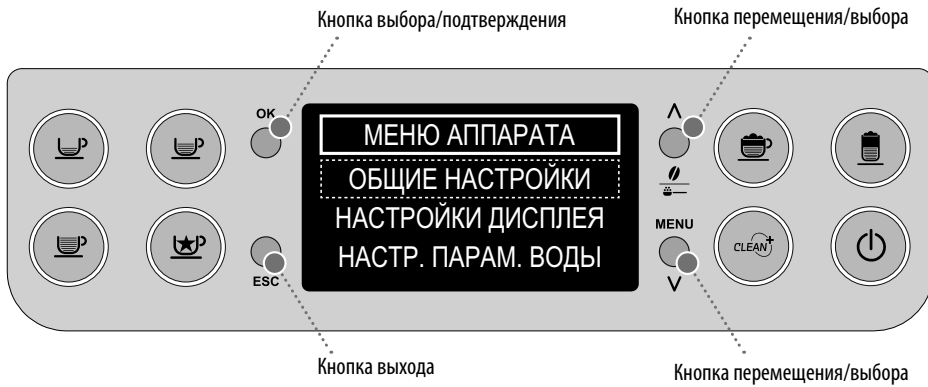 Кнопка выбора/подтверждения
Кнопка перемещения/выбора
OK
МЕНЮ АППАРАТА
ОБЩИЕ НАСТРОЙКИ
НАСТРОЙКИ ДИСПЛЕЯ
НАСТР. ПАРАМ. ВОДЫ
MENU
CLEAN+
ESC
Кнопка выхода
Кнопка перемещения/выбора